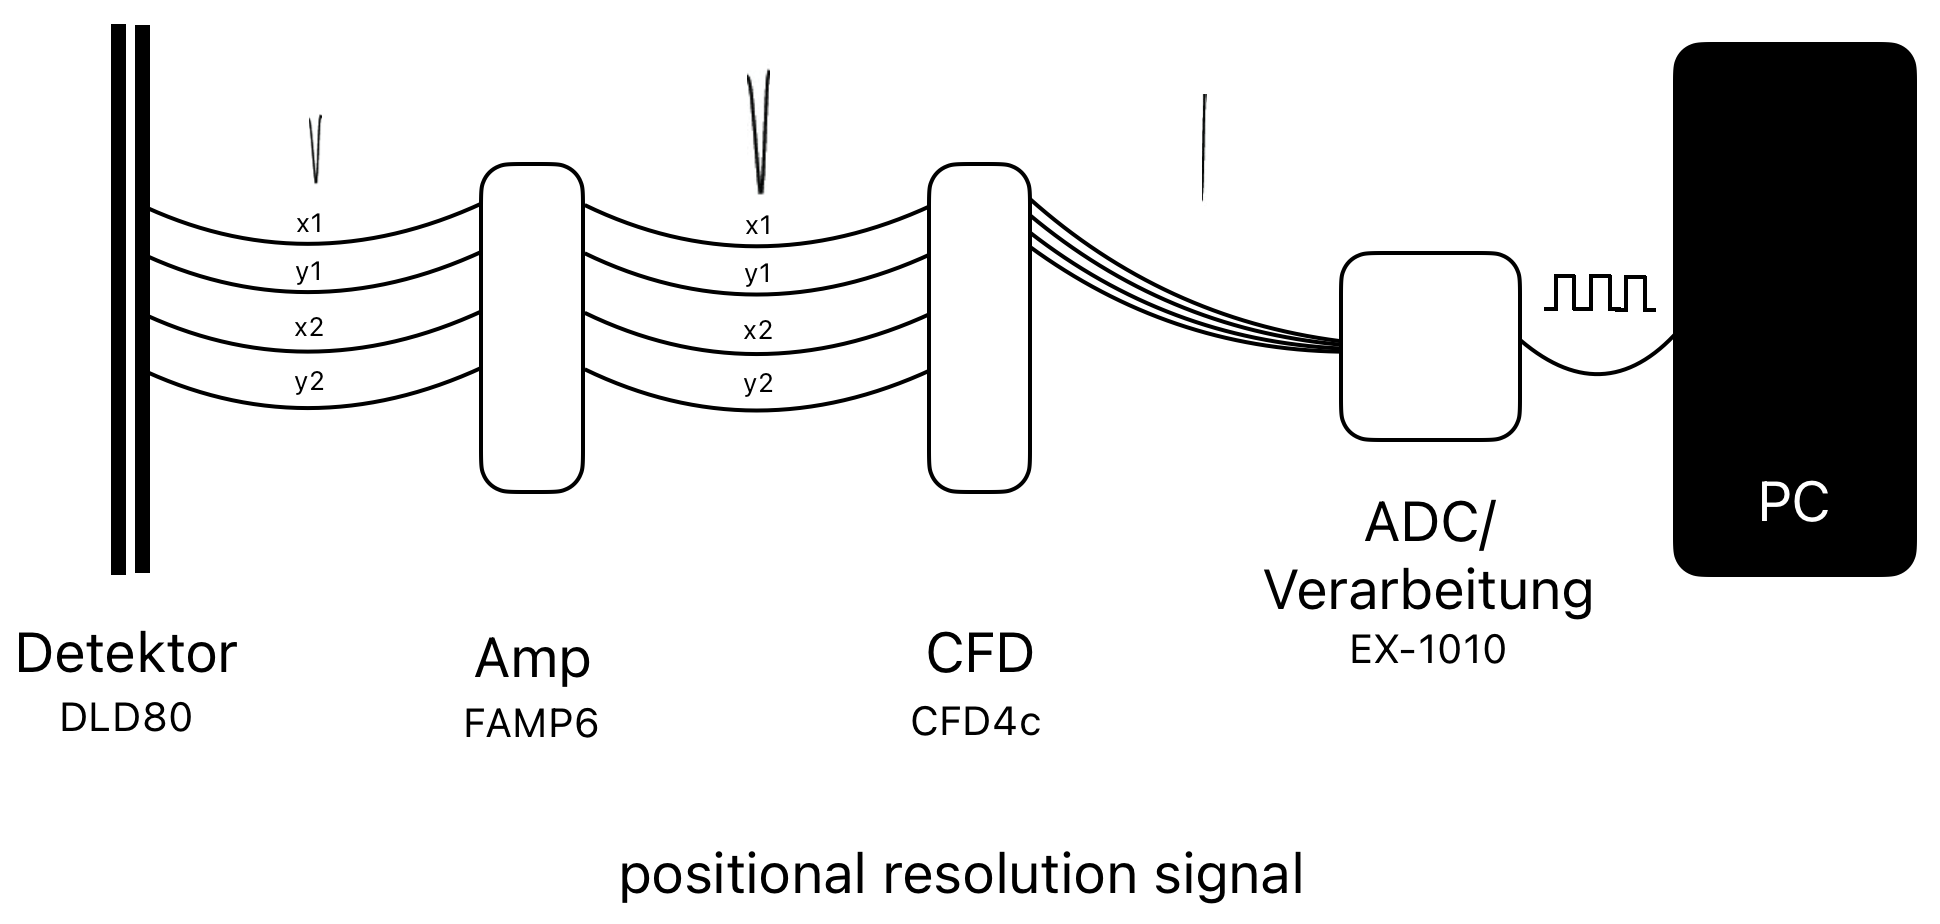 x1
y1
x2
y2
x1
y1
x2
y2
PC
Detektor
DLD80
Amp
FAMP6
CFD
CFD4c
ADC/
Verarbeitung
EX-1010
positional resolution signal